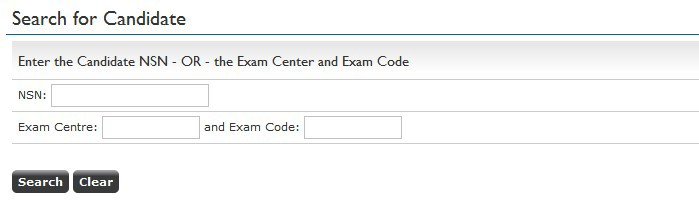 Search for Candidate
Enter the Candidate NSN - OR - the Exam Center and Exam Code
NSN:
Exam Centre: and Exam Code:
Search Clear